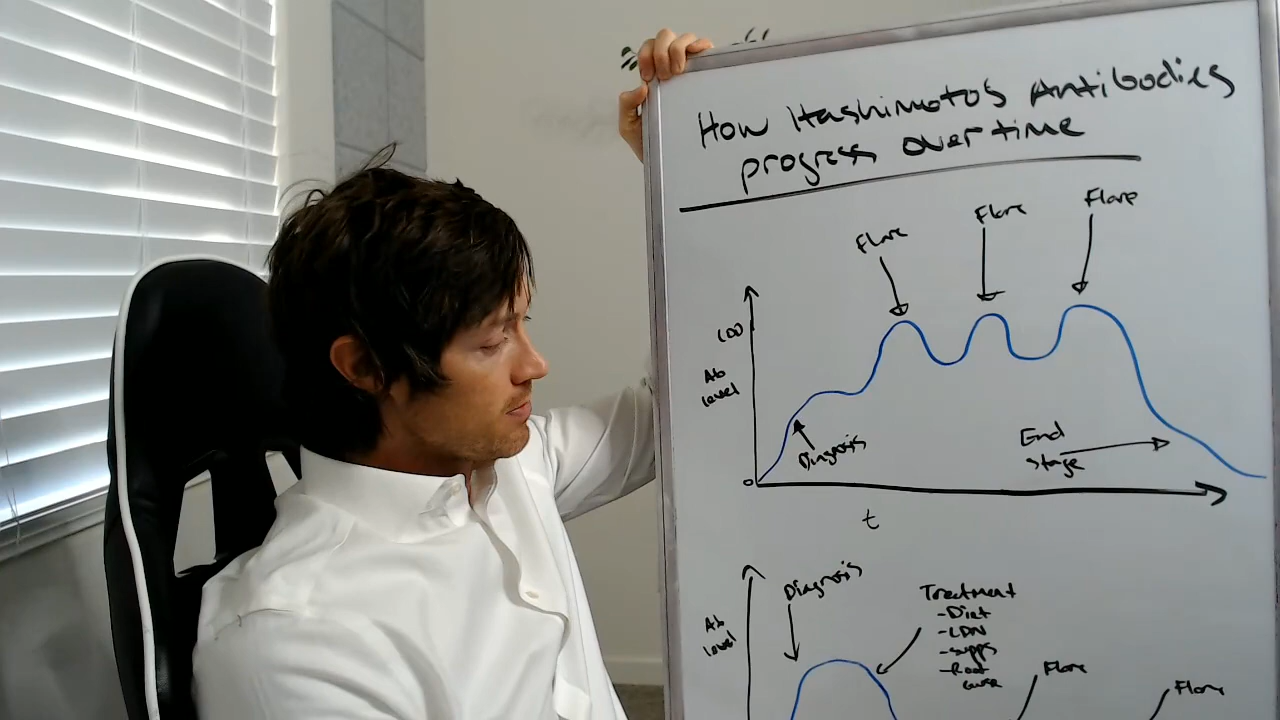 How Hashimoto's Antibodies
progress over time
Flare
Flare
Flare
100
Ab
level
Diagnosis
End
stage
0
t
Diagnosis
Ab
level
Treatment
-Diet
-LDN
-supps
-Root
cause
Flare
Flare